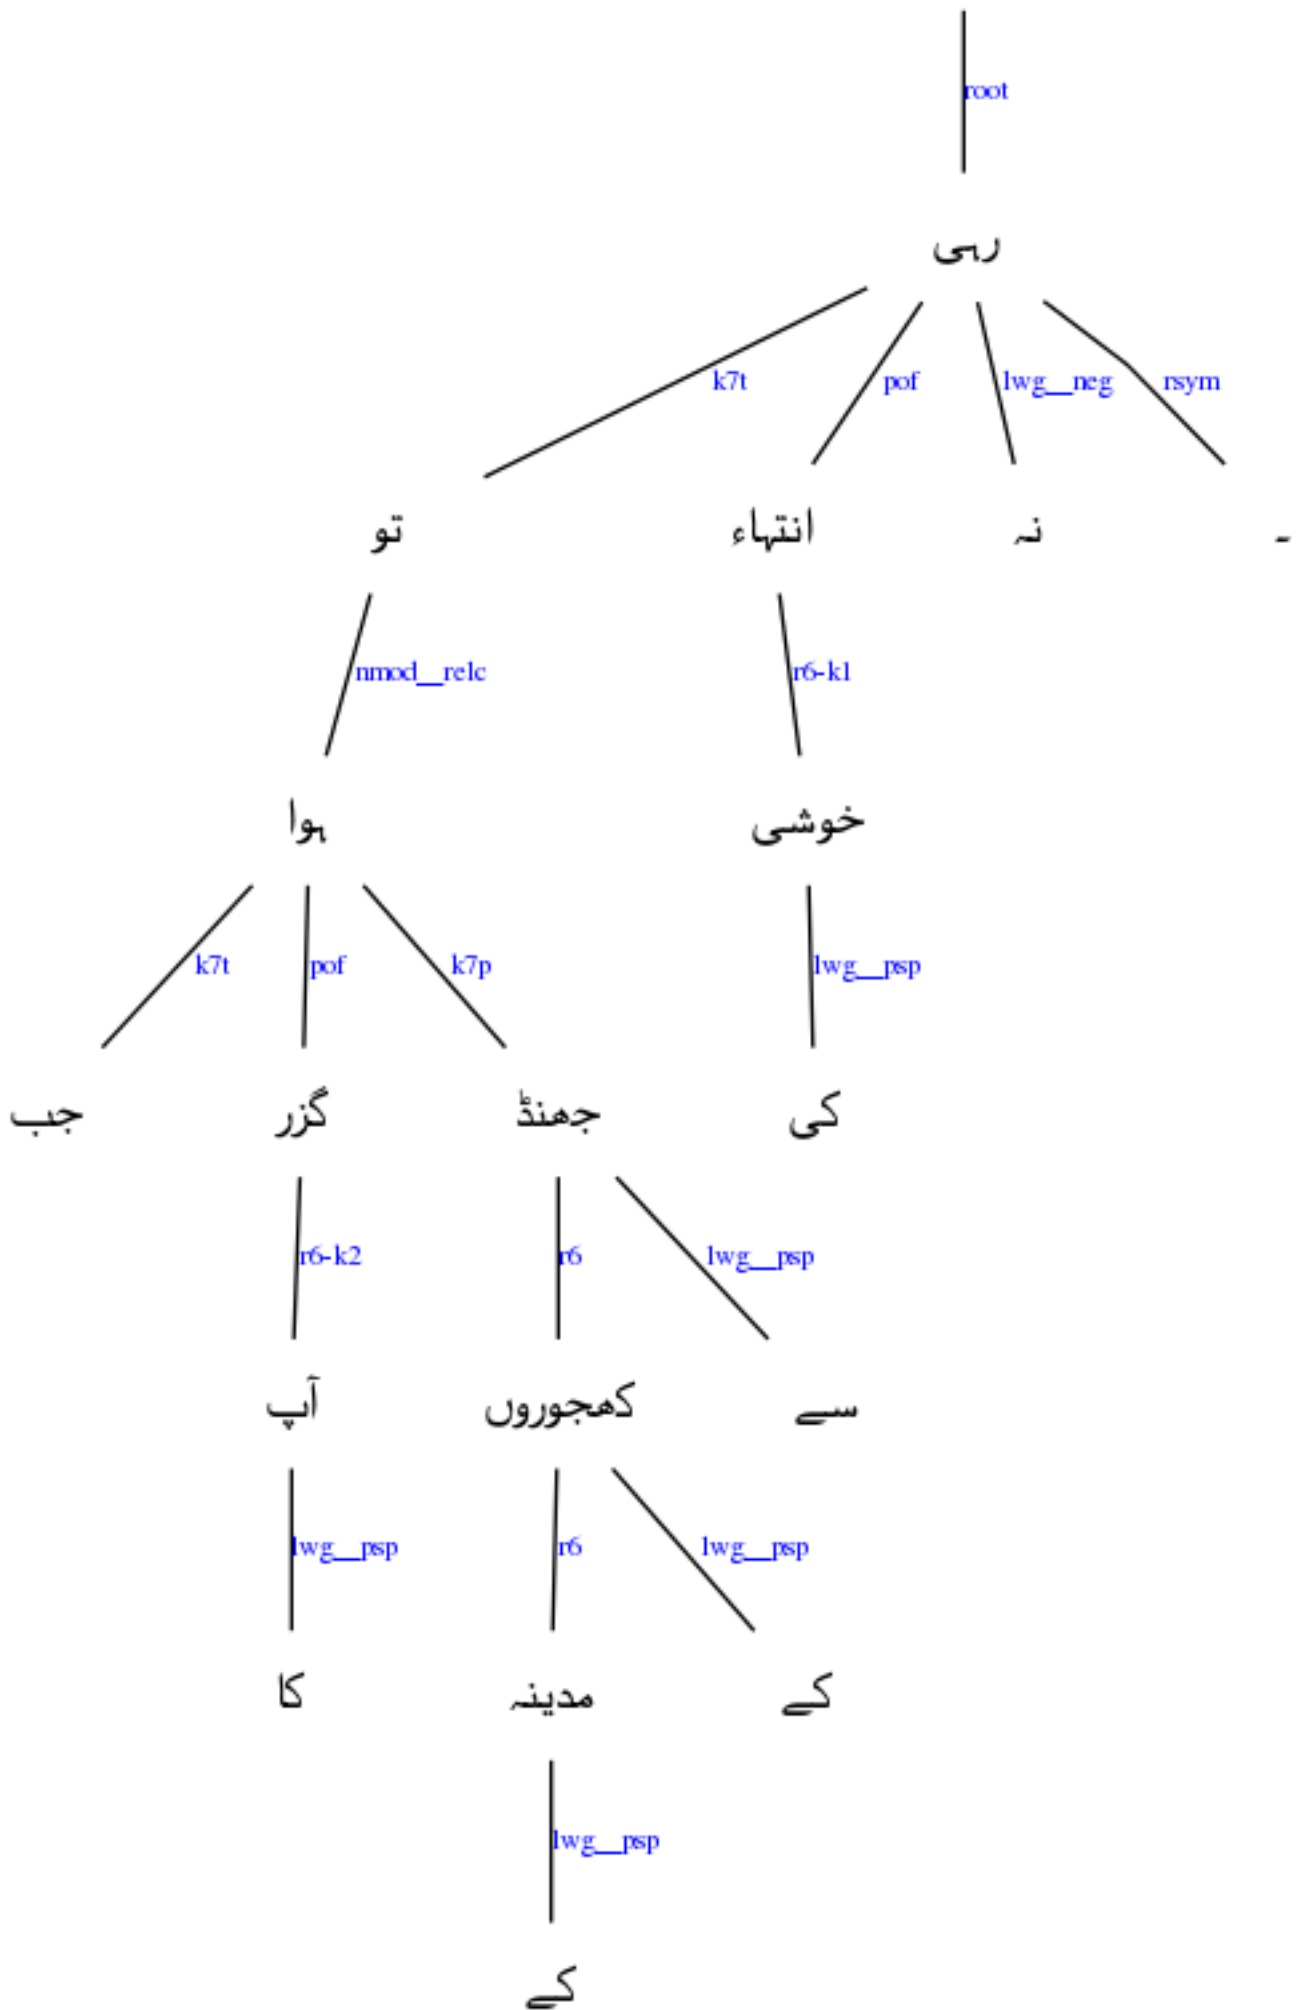 root
رہی
k7t pof lwg__neg rsym
تو انتہاء نہ ۔
nmod__relc r6-k1
ہوا خوشی
k7t pof k7p lwg__psp
جب گزر جھنڈ کی
r6-k2 r6 lwg__psp
آپ کھجوروں سے
lwg__psp r6 lwg__psp
کا مدینہ کے
lwg__psp
کے